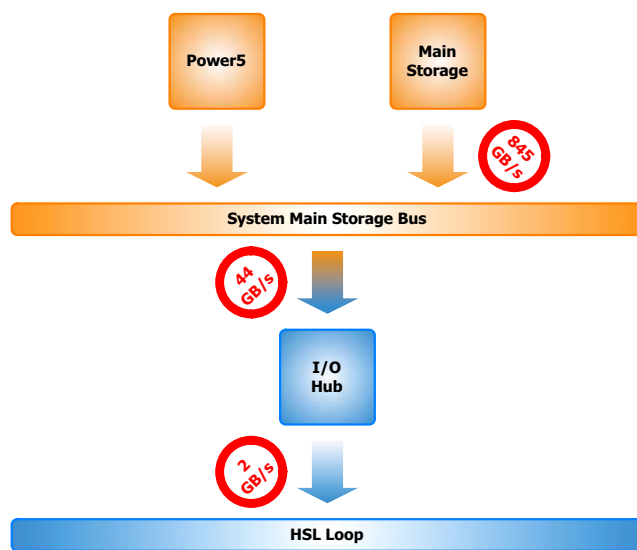 Power5
Main
Storage
845
GB/s
System Main Storage Bus
44
GB/s
I/O
Hub
2
GB/s
HSL Loop